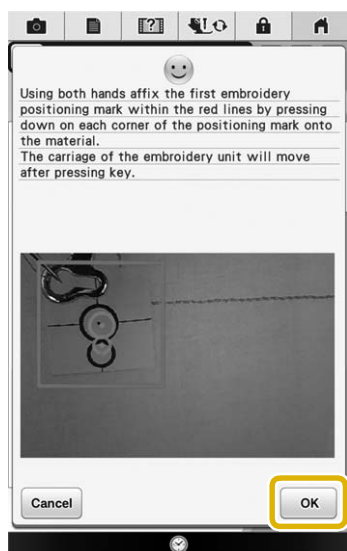 Using both hands affix the first embroidery
positioning mark within the red lines by pressing
down on each corner of the positioning mark onto
the material.
The carriage of the embroidery unit will move
after pressing key.
Cancel
OK